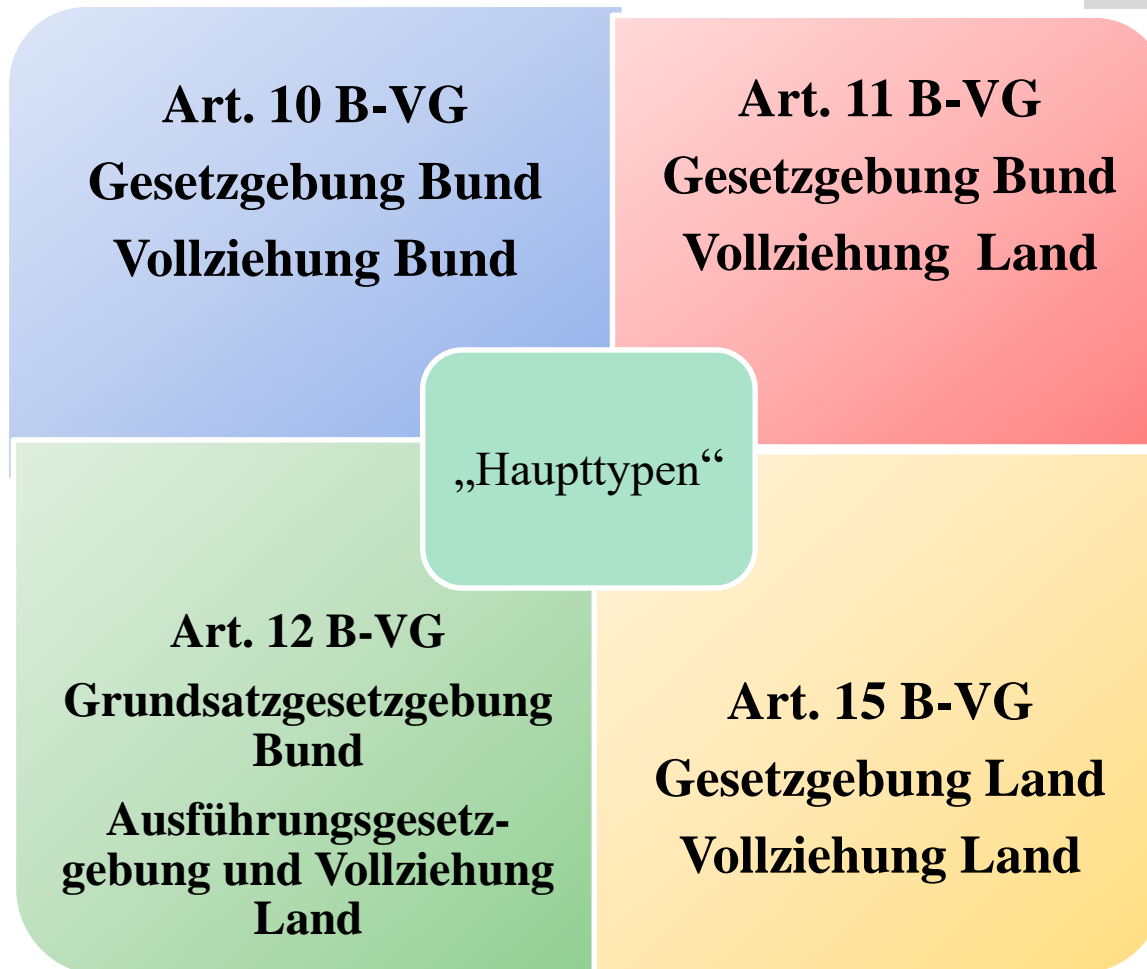 Art. 10 B-VG
Gesetzgebung Bund
Vollziehung Bund
Art. 11 B-VG
Gesetzgebung Bund
Vollziehung Land
„Haupttypen“
Art. 12 B-VG
Grundsatzgesetzgebung
Bund
Ausführungsgesetz-
gebung und Vollziehung
Land
Art. 15 B-VG
Gesetzgebung Land
Vollziehung Land